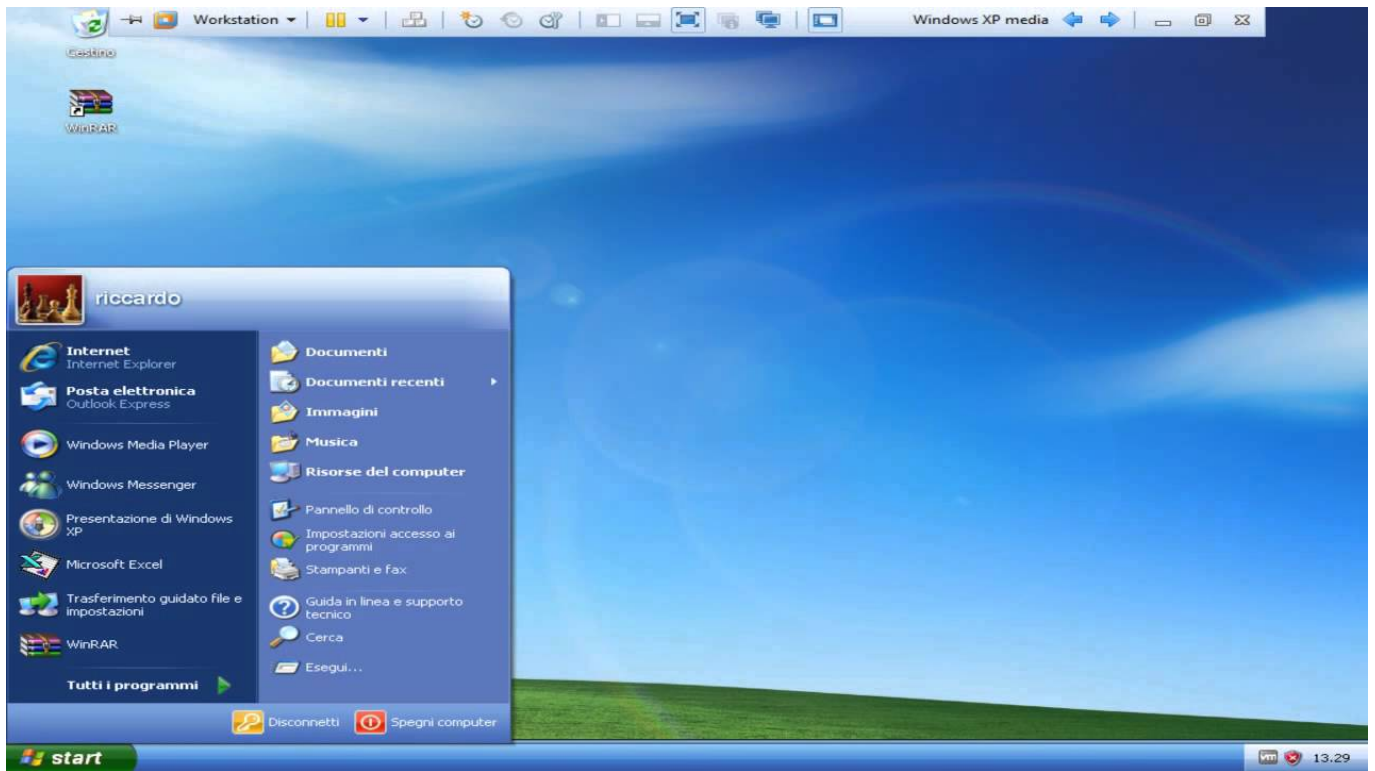 Workstation
Windows XP media
Cestino
WinRAR
riccardo
Internet
Internet Explorer
Posta elettronica
Outlook Express
Windows Media Player
Windows Messenger
Presentazione di Windows
XP
Microsoft Excel
Trasferimento guidato file e
impostazioni
WinRAR
Tutti i programmi
Documenti
Documenti recenti
Immagini
Musica
Risorse del computer
Pannello di controllo
Impostazioni accesso ai
programmi
Stampanti e fax
Guida in linea e supporto
tecnico
Cerca
Esegui...
Disconnetti
Spegni computer
start
vm
13.29